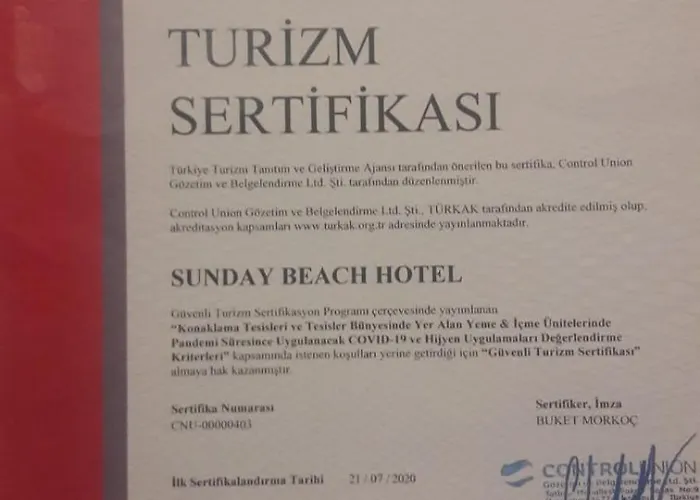 TURİZM
SERTİFİKASI
Türkiye Turizm Tanıtım ve Geliştirme Ajansı tarafından önerilen bu sertifika, Control Union
Gözetim ve Belgelendirme Ltd. Şti. tarafından düzenlenmiştir.
Control Union Gözetim ve Belgelendirme Ltd. Şti., TÜRKAK tarafından akredite edilmiş olup,
akreditasyon kapsamları www.turkak.org.tr adresinde yayınlanmaktadır.
SUNDAY BEACH HOTEL
Güvenli Turizm Sertifikasyon Programı çerçevesinde yayınlanan
"Konaklama Tesisleri ve Tesisler Bünyesinde Yer Alan Yeme & İçme Ünitelerinde
Pandemi Süresince Uygulanacak COVID-19 ve Hijyen Uygulamaları Değerlendirme
Kriterleri" kapsamında istenen koşulları yerine getirdiği için "Güvenli Turizm Sertifikası"
almaya hak kazanmıştır.
Sertifika Numarası
CNU-00000403
Sertifiker, İmza
BUKET MORKOÇ
İlk Sertifikalandırma Tarihi 21/07/2020
CONTROLUNION